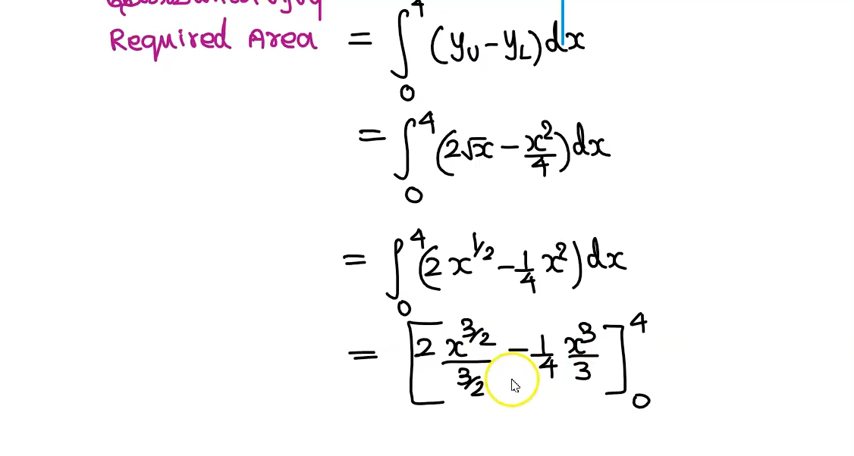 Required Area = ∫₀⁴ (y_U − y_L) dx
= ∫₀⁴ (2√x − x²/4) dx
= ∫₀⁴ (2 x^{1/2} − 1/4 x²) dx
= [2 x^{3/2}/(3/2) − 1/4 x³/3]₀⁴